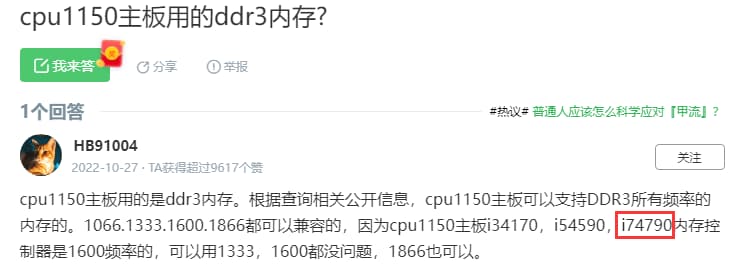 cpu1150主板用的ddr3内存?
我来答
分享
举报
1个回答
#热议# 普通人应该怎么科学应对『甲流』?
HB91004
2022-10-27 · TA获得超过9617个赞
关注
cpu1150主板用的是ddr3内存。根据查询相关公开信息，cpu1150主板可以支持DDR3所有频率的
内存的。1066.1333.1600.1866都可以兼容的，因为cpu1150主板i34170，i54590，i74790内存控
制器是1600频率的，可以用1333，1600都没问题，1866也可以。